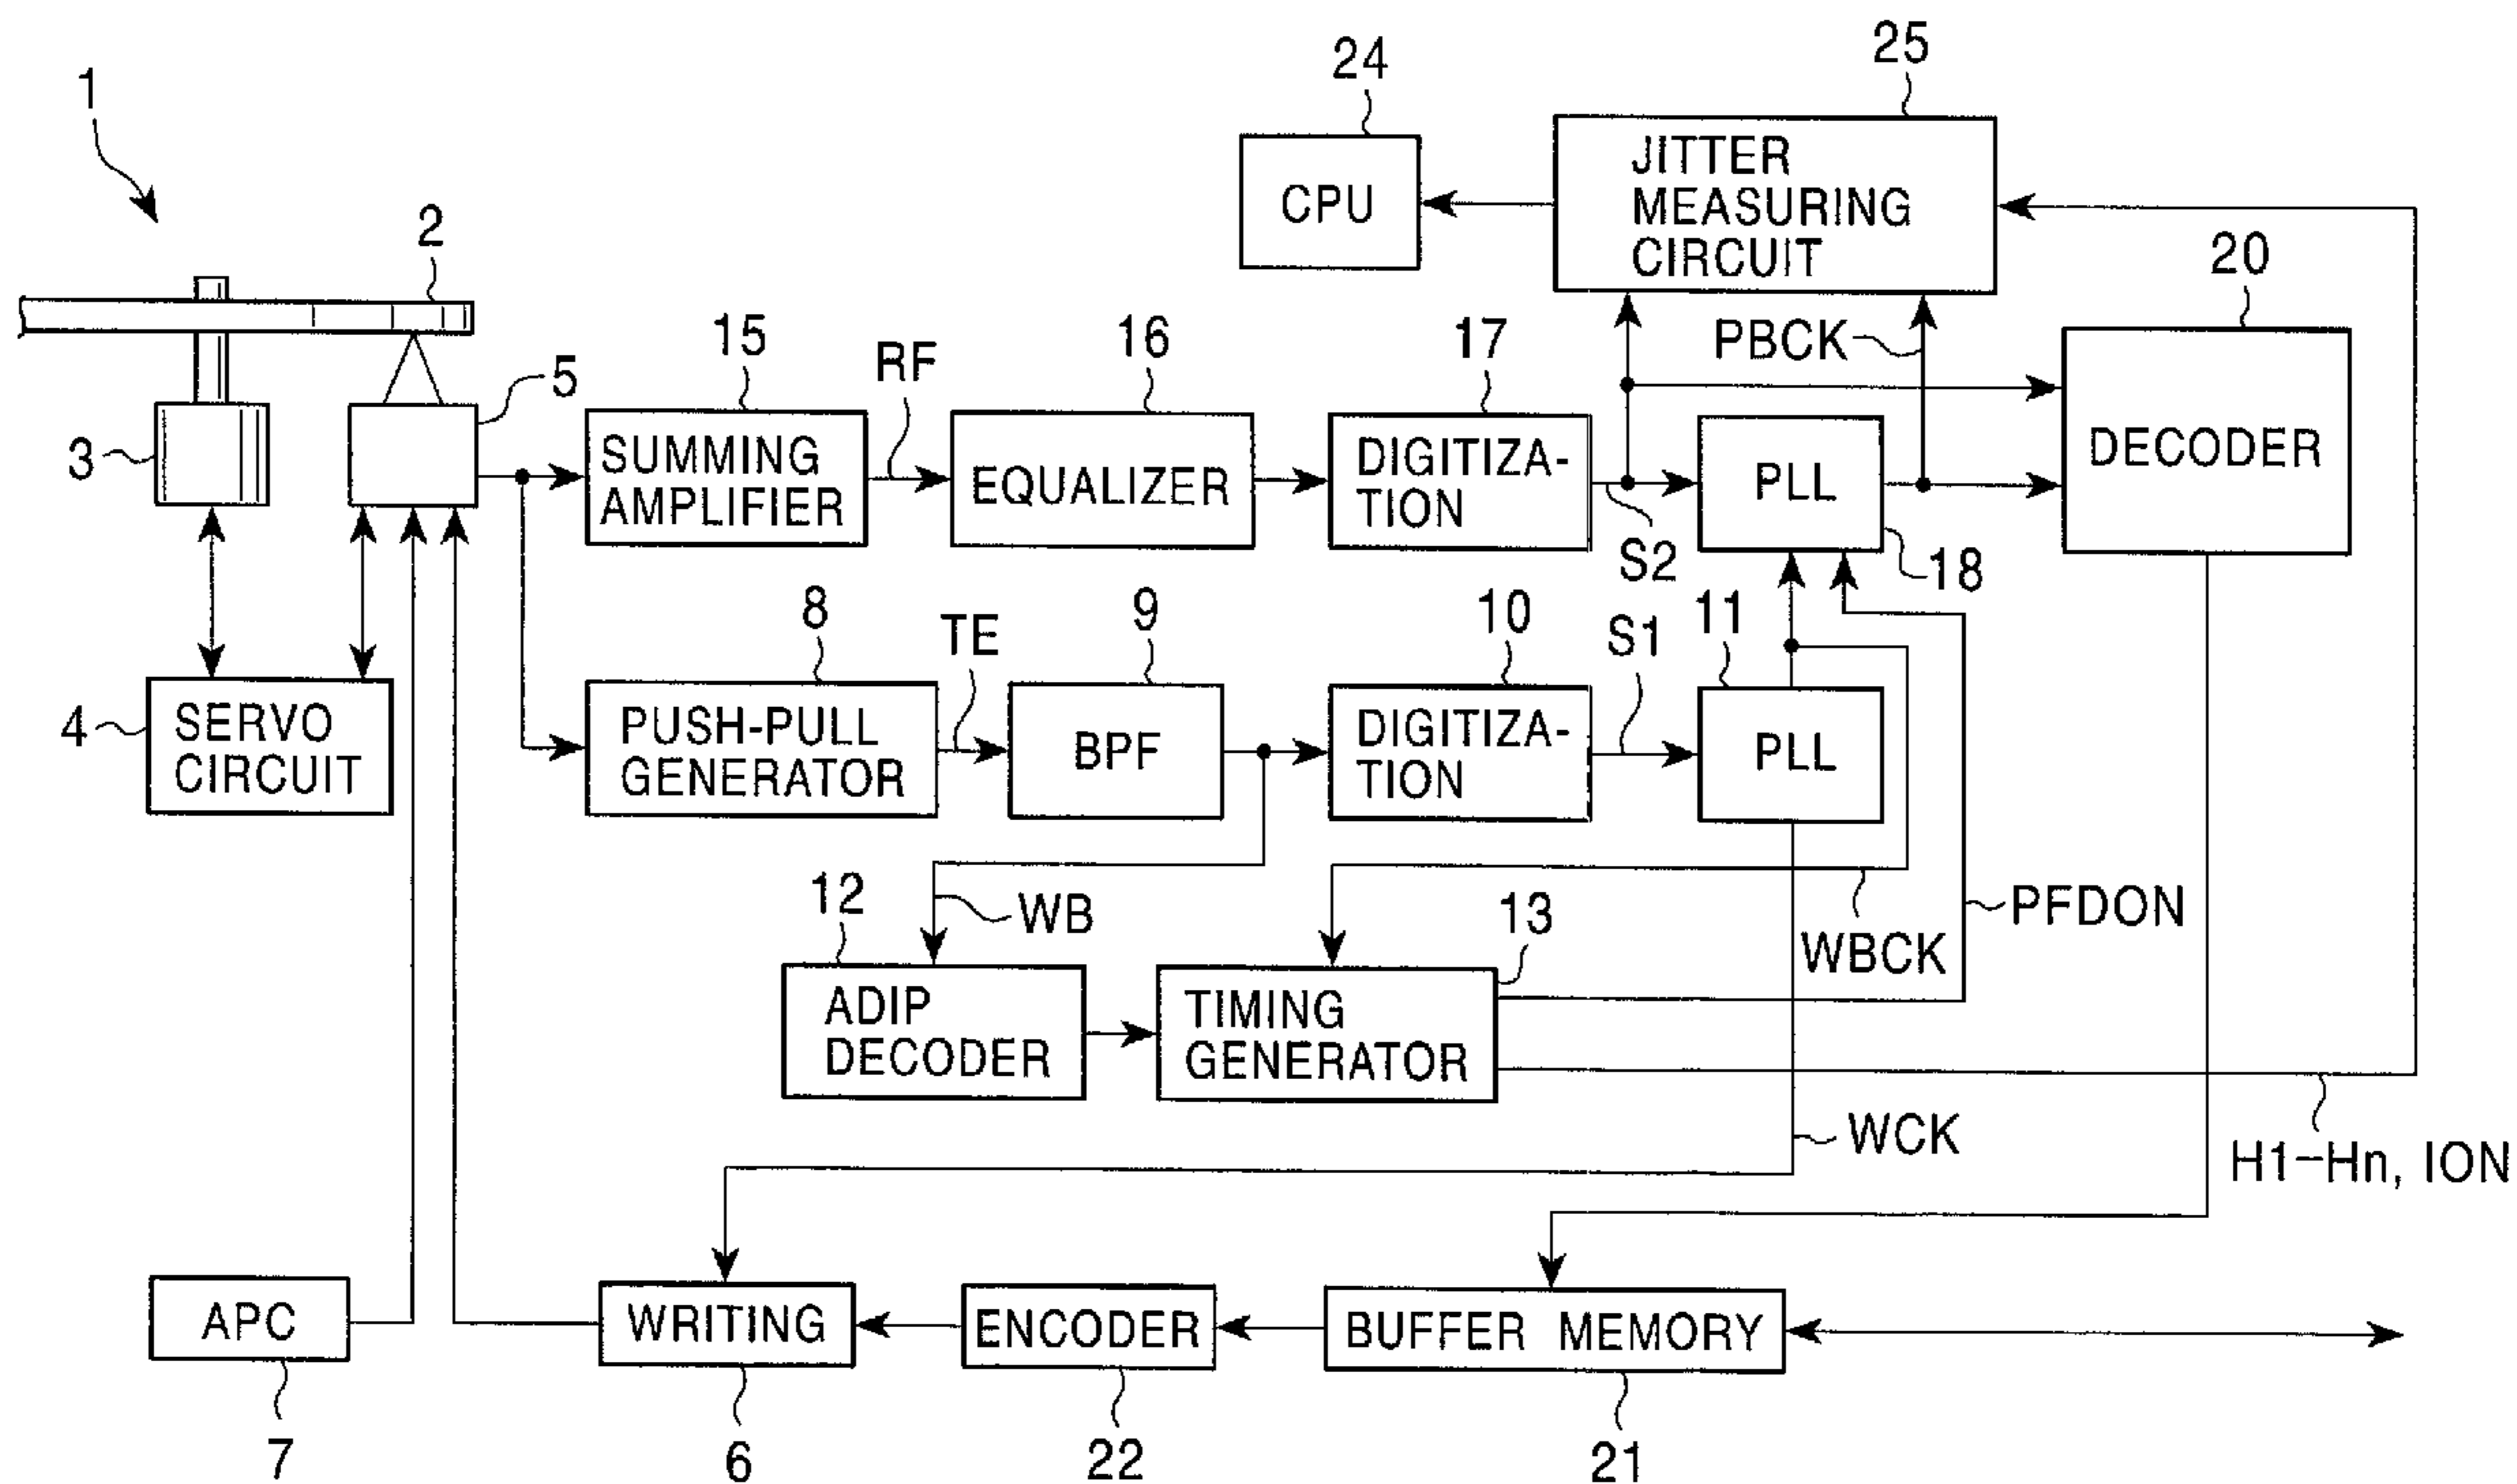 1
2
3
4
SERVO
CIRCUIT
5
15
SUMMING
AMPLIFIER
RF
16
EQUALIZER
17
DIGITIZA-
TION
S2
PLL
18
24
CPU
25
JITTER
MEASURING
CIRCUIT
PBCK
20
DECODER
8
PUSH-PULL
GENERATOR
TE
9
BPF
10
DIGITIZA-
TION
S1
11
PLL
12
ADIP
DECODER
WB
13
TIMING
GENERATOR
WBCK
PFDON
WCK
H1-Hn, ION
APC
7
WRITING
6
ENCODER
22
BUFFER MEMORY
21